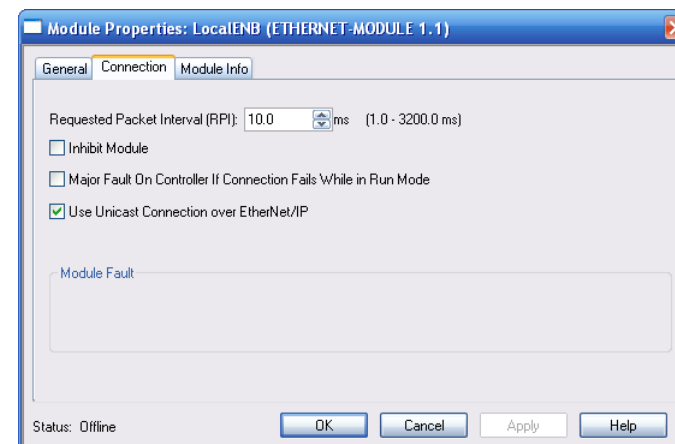 Module Properties: LocalENB (ETHERNET-MODULE 1.1)
General Connection Module Info
Requested Packet Interval (RPI): 10.0 ms (1.0 - 3200.0 ms)
Inhibit Module
Major Fault On Controller If Connection Fails While in Run Mode
Use Unicast Connection over EtherNet/IP
Module Fault
Status: Offline OK Cancel Apply Help